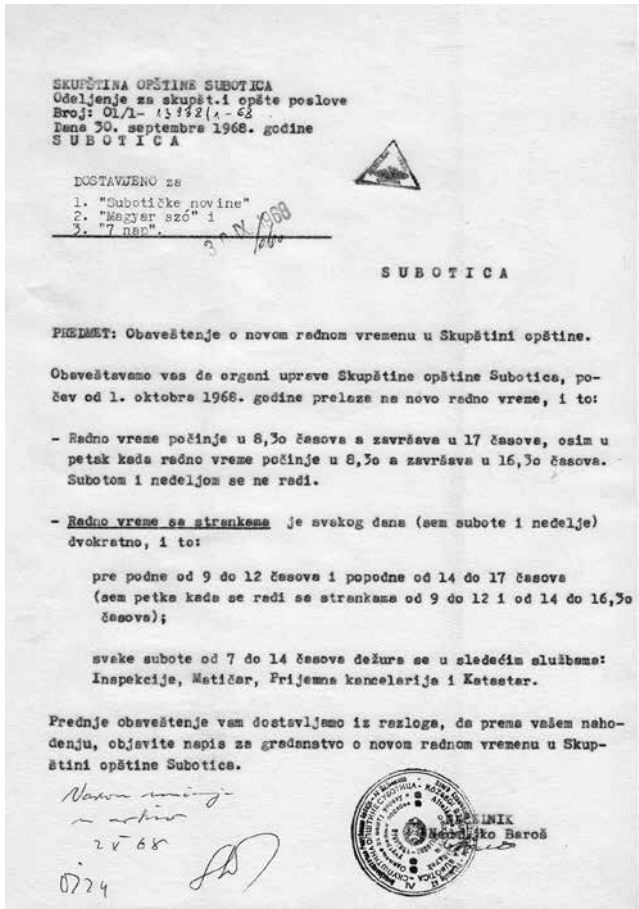 SKUPŠTINA OPŠTINE SUBOTICA
Odeljenje za skupšt.i opšte poslove
Broj: 01/1-
Dana 30. septembra 1968. godine
S U B O T I C A
DOSTAVLJENO za
1. "Subotičke novine"
2. "Magyar szó" i
3. "7 nap".
1968
S U B O T I C A
PREDMET: Obaveštenje o novom radnom vremenu u Skupštini opštine.
Obaveštavamo vas da organi uprave Skupštine opštine Subotica, po-
čev od 1. oktobra 1968. godine prelaze na novo radno vreme, i to:
- Radno vreme počinje u 8,3o časova a završava u 17 časova, osim u
petak kada radno vreme počinje u 8,3o a završava u 16,3o časova.
Subotom i nedeljom se ne radi.
- Radno vreme sa strankama je svakog dana (sem subote i nedelje)
dvokratno, i to:
pre podne od 9 do 12 časova i popodne od 14 do 17 časova
(sem petka kada se radi sa strankama od 9 do 12 i od 14 do 16,3o
časova);
svake subote od 7 do 14 časova dežura se u sledećim službama:
Inspekcije, Matičar, Prijemna kancelarija i Katastar.
Prednje obaveštenje vam dostavljamo iz razloga, da prema vašem naho-
đenju, objavite napis za građanstvo o novom radnom vremenu u Skup-
štini opštine Subotica.
68
Baroš